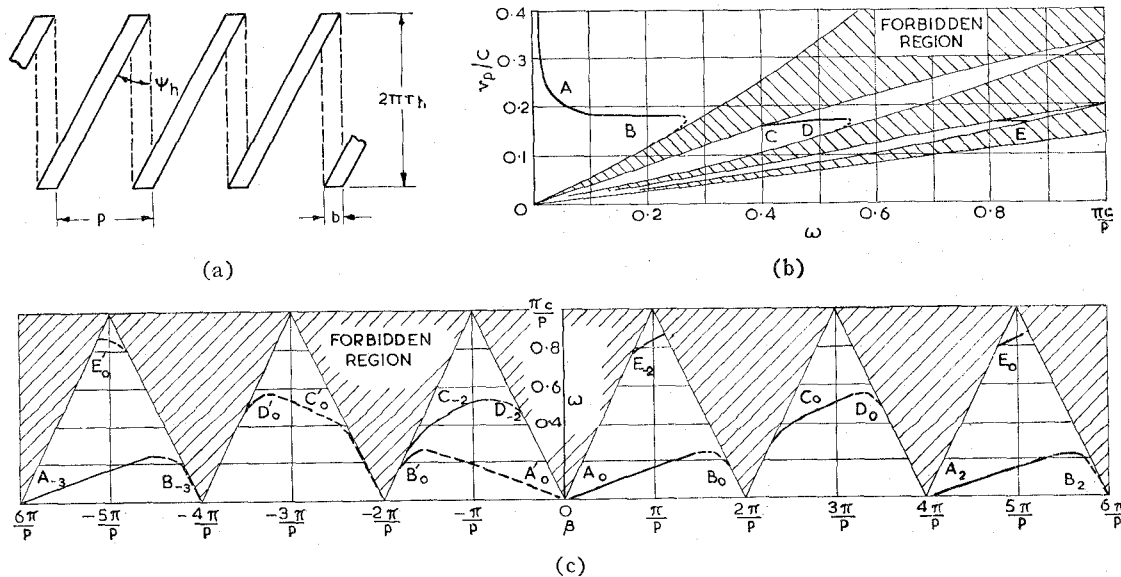 ψh
2πτh
p
b
(a)
0.4
0.3
0.2
0.1
0
vp/C
A
B
C
D
E
FORBIDDEN
REGION
0.2
0.4
0.6
0.8
πc/p
ω
(b)
πc/p
FORBIDDEN
REGION
0.8
0.6
0.4
ω
E'0
A-3
B-3
D'0
C'0
B'0
C-2
D-2
A'0
A0
E-2
B0
C0
D0
E0
A2
B2
6π/p
-5π/p
-4π/p
-3π/p
-2π/p
-π/p
0
β
π/p
2π/p
3π/p
4π/p
5π/p
6π/p
(c)